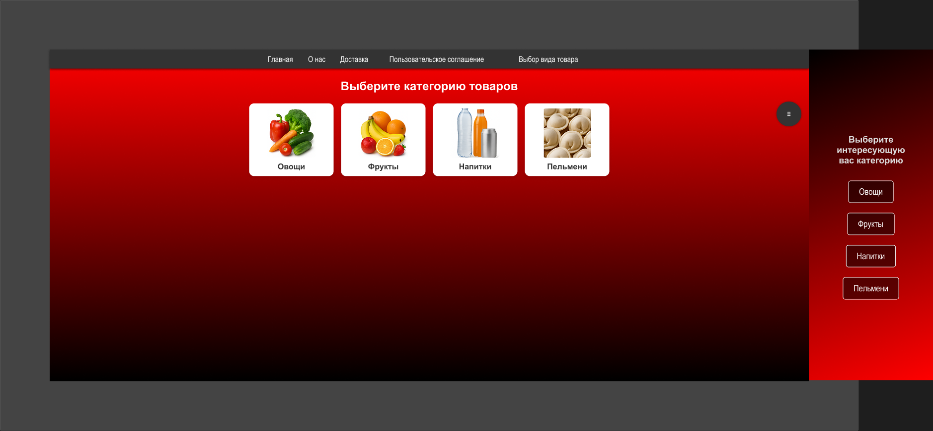 Главная О нас Доставка Пользовательское соглашение Выбор вида товара
Выберите категорию товаров
Овощи Фрукты Напитки Пельмени
Выберите
интересующую
вас категорию
Овощи
Фрукты
Напитки
Пельмени